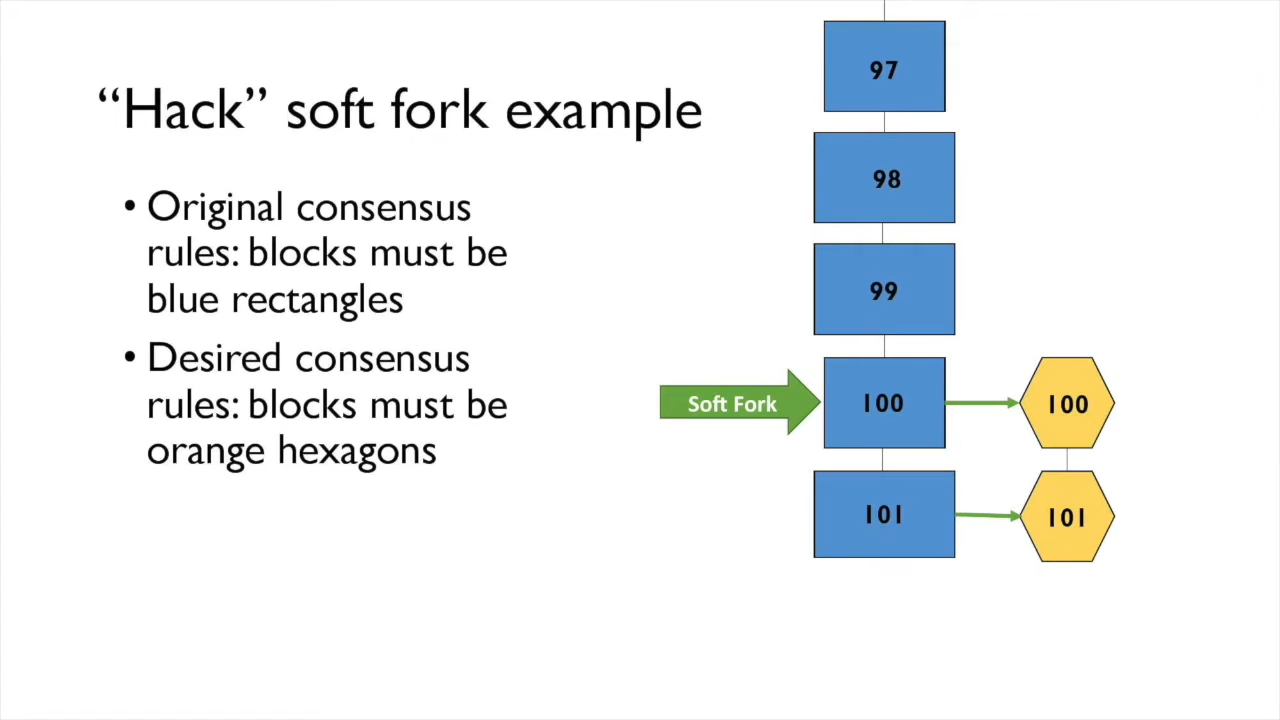 “Hack” soft fork example
• Original consensus
rules: blocks must be
blue rectangles
• Desired consensus
rules: blocks must be
orange hexagons
97
98
99
Soft Fork
100
100
101
101